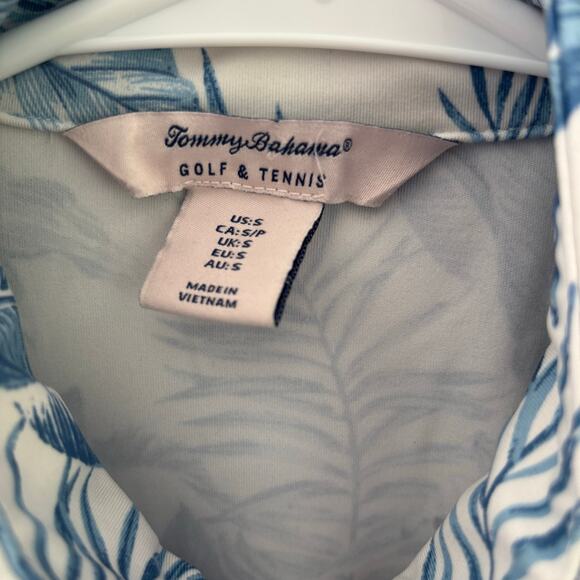 Tommy Bahama®
GOLF & TENNIS
US:S
CA:S/P
UK:S
EU:S
AU:S
MADE IN
VIETNAM